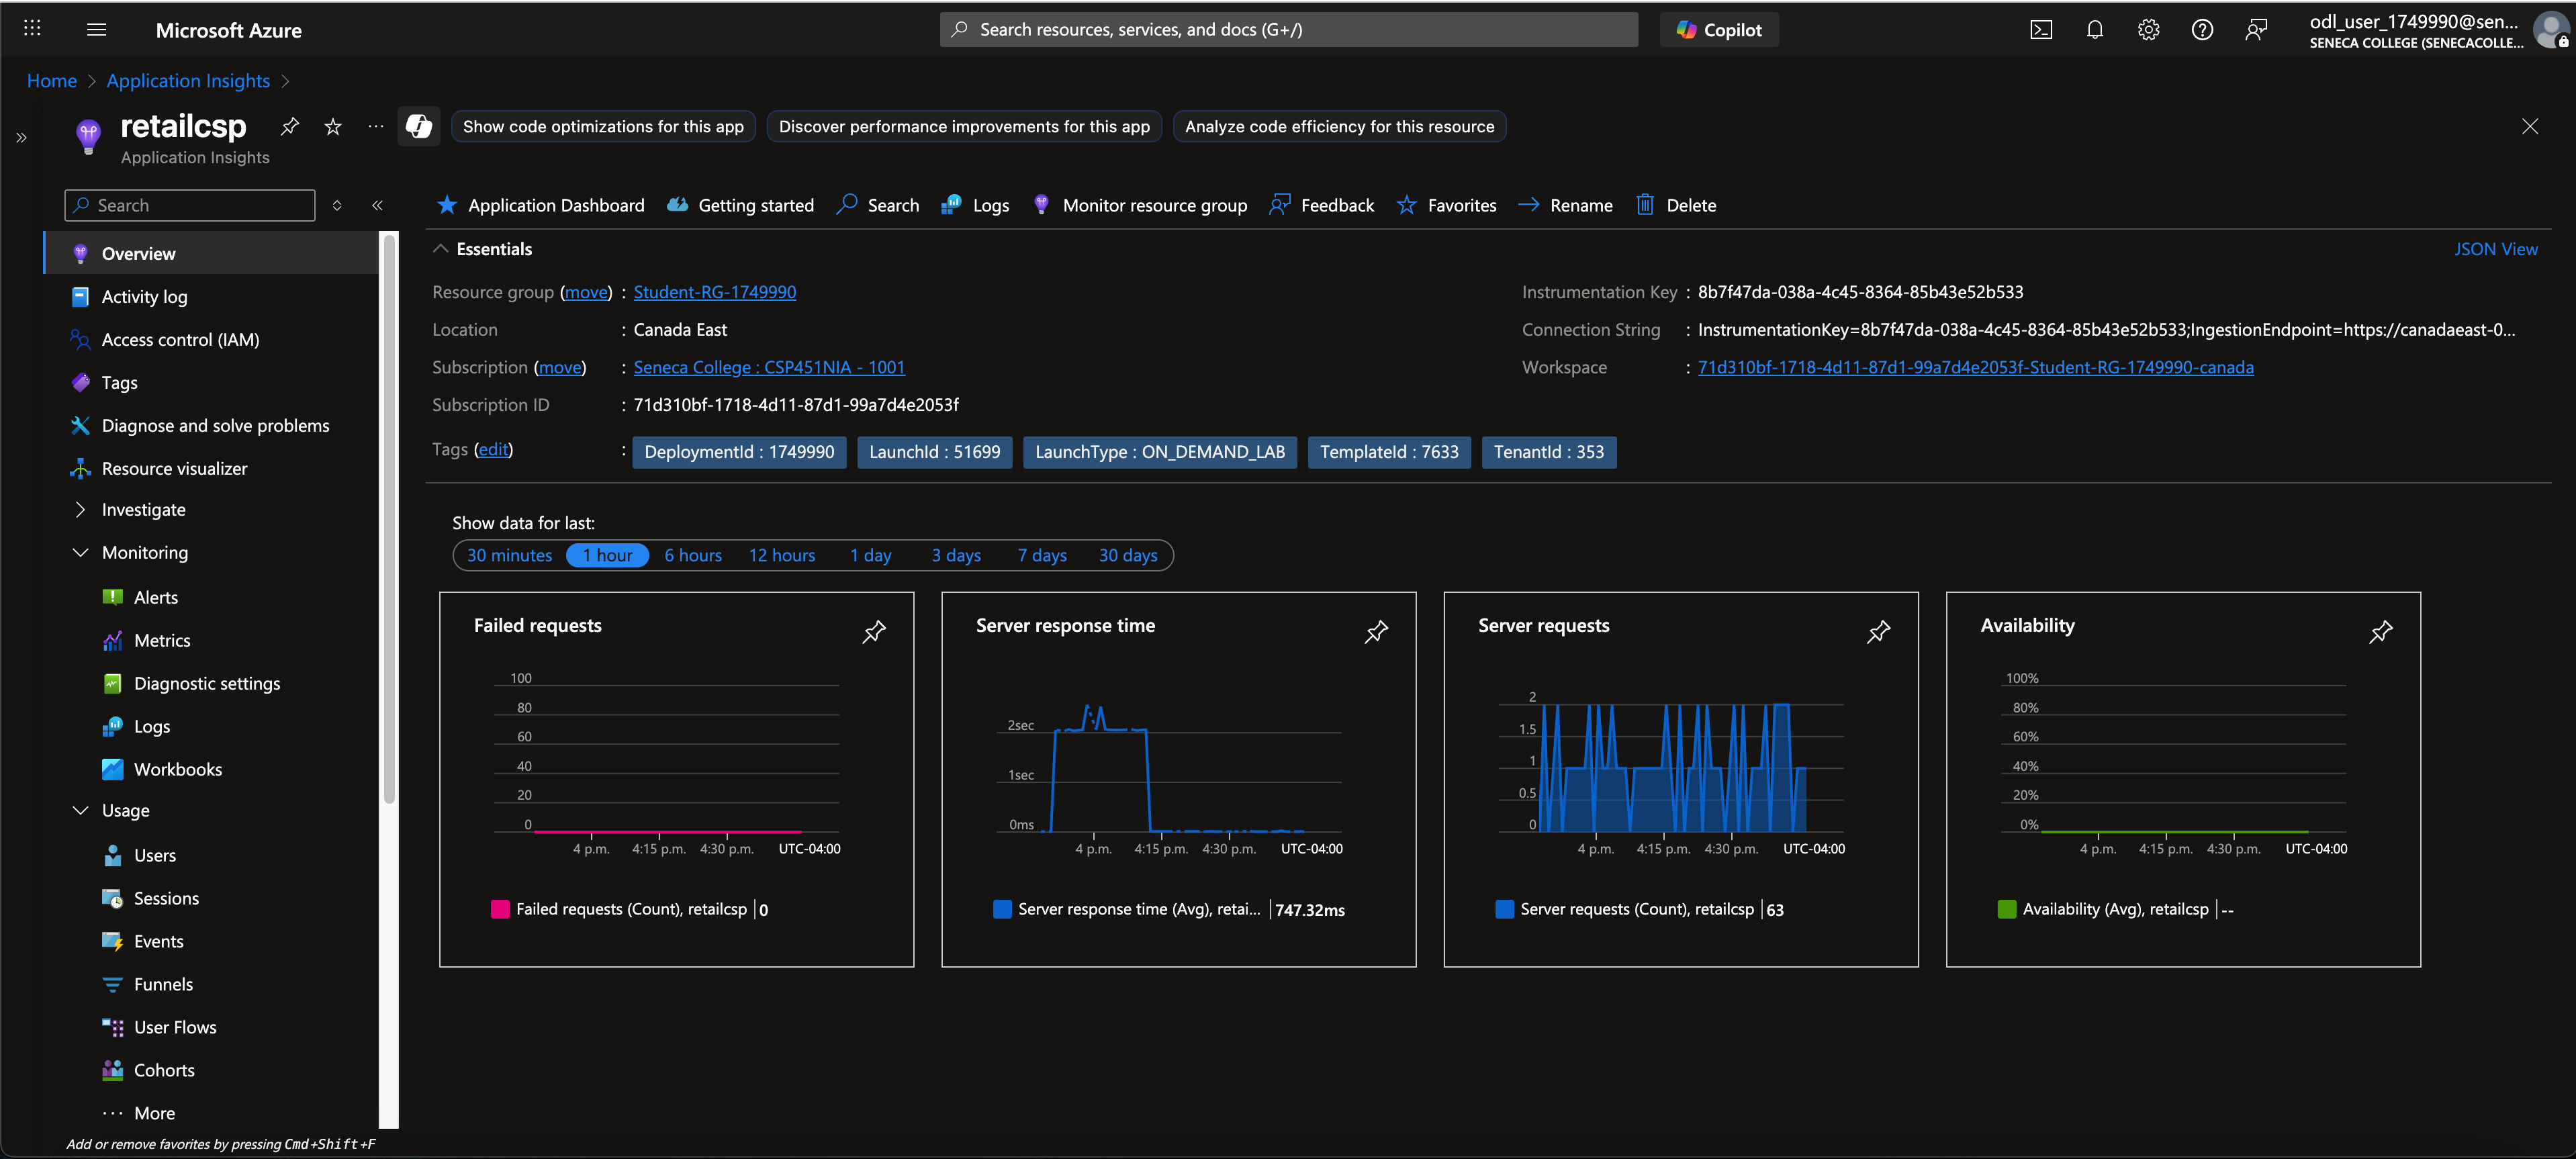 Microsoft Azure
Search resources, services, and docs (G+/)
Copilot
odl_user_1749990@sen...
SENECA COLLEGE (SENECACOLLE...
Home > Application Insights >
retailcsp
Application Insights
Show code optimizations for this app
Discover performance improvements for this app
Analyze code efficiency for this resource
Search
Application Dashboard
Getting started
Search
Logs
Monitor resource group
Feedback
Favorites
Rename
Delete
Overview
Activity log
Access control (IAM)
Tags
Diagnose and solve problems
Resource visualizer
Investigate
Monitoring
Alerts
Metrics
Diagnostic settings
Logs
Workbooks
Usage
Users
Sessions
Events
Funnels
User Flows
Cohorts
More
Add or remove favorites by pressing Cmd+Shift+F
Essentials
JSON View
Resource group (move) : Student-RG-1749990
Location : Canada East
Subscription (move) : Seneca College : CSP451NIA - 1001
Subscription ID : 71d310bf-1718-4d11-87d1-99a7d4e2053f
Instrumentation Key : 8b7f47da-038a-4c45-8364-85b43e52b533
Connection String : InstrumentationKey=8b7f47da-038a-4c45-8364-85b43e52b533;IngestionEndpoint=https://canadaeast-0...
Workspace : 71d310bf-1718-4d11-87d1-99a7d4e2053f-Student-RG-1749990-canada
Tags (edit) : DeploymentId : 1749990 LaunchId : 51699 LaunchType : ON_DEMAND_LAB TemplateId : 7633 TenantId : 353
Show data for last:
30 minutes 1 hour 6 hours 12 hours 1 day 3 days 7 days 30 days
Failed requests
100
80
60
40
20
0
4 p.m. 4:15 p.m. 4:30 p.m. UTC-04:00
Failed requests (Count), retailcsp | 0
Server response time
2sec
1sec
0ms
4 p.m. 4:15 p.m. 4:30 p.m. UTC-04:00
Server response time (Avg), retai... | 747.32ms
Server requests
2
1.5
1
0.5
0
4 p.m. 4:15 p.m. 4:30 p.m. UTC-04:00
Server requests (Count), retailcsp | 63
Availability
100%
80%
60%
40%
20%
0%
4 p.m. 4:15 p.m. 4:30 p.m. UTC-04:00
Availability (Avg), retailcsp | --